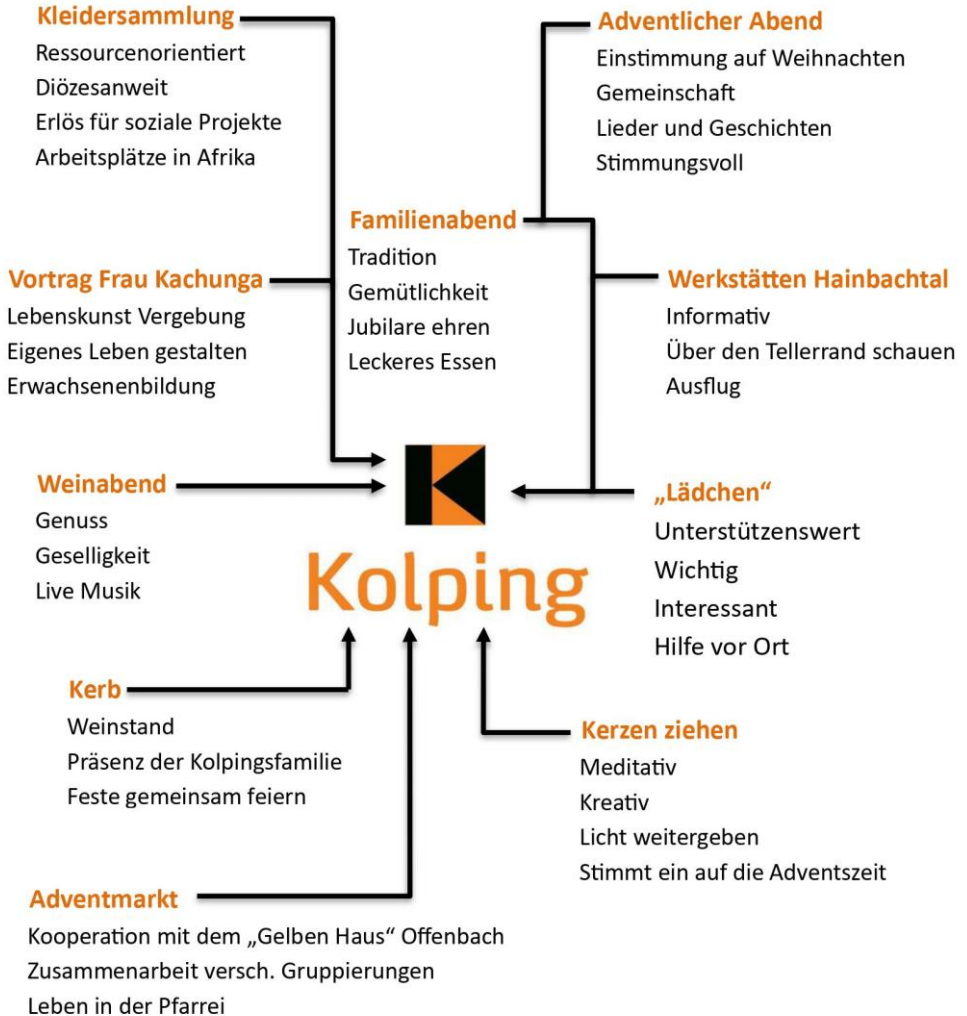 Kleidersammlung
Ressourcenorientiert
Diözesanweit
Erlös für soziale Projekte
Arbeitsplätze in Afrika
Adventlicher Abend
Einstimmung auf Weihnachten
Gemeinschaft
Lieder und Geschichten
Stimmungsvoll
Familienabend
Tradition
Gemütlichkeit
Jubilare ehren
Leckeres Essen
Vortrag Frau Kachunga
Lebenskunst Vergebung
Eigenes Leben gestalten
Erwachsenenbildung
Werkstätten Hainbachtal
Informativ
Über den Tellerrand schauen
Ausflug
Weinabend
Genuss
Geselligkeit
Live Musik
Kolping
„Lädchen“
Unterstützenswert
Wichtig
Interessant
Hilfe vor Ort
Kerb
Weinstand
Präsenz der Kolpingsfamilie
Feste gemeinsam feiern
Kerzen ziehen
Meditativ
Kreativ
Licht weitergeben
Stimmt ein auf die Adventszeit
Adventmarkt
Kooperation mit dem „Gelben Haus“ Offenbach
Zusammenarbeit versch. Gruppierungen
Leben in der Pfarrei